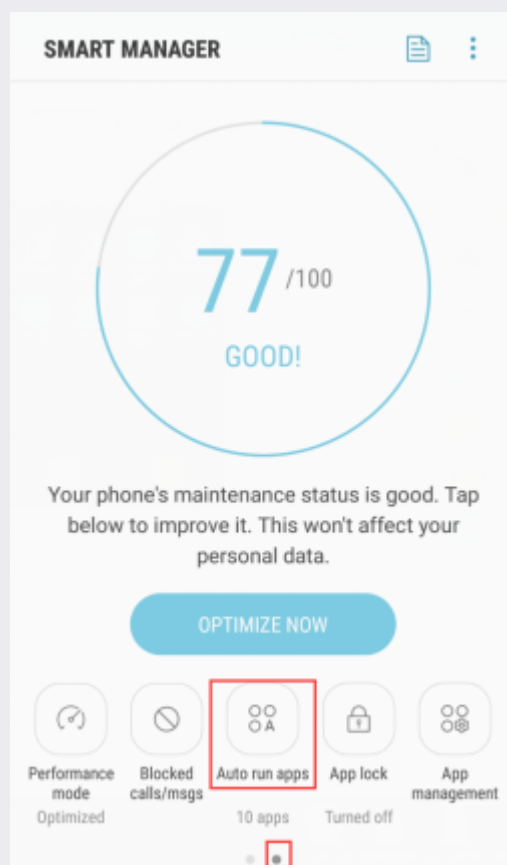 SMART MANAGER
77 /100
GOOD!
Your phone's maintenance status is good. Tap
below to improve it. This won't affect your
personal data.
OPTIMIZE NOW
Performance mode
Optimized
Blocked calls/msgs
Auto run apps
10 apps
App lock
Turned off
App management